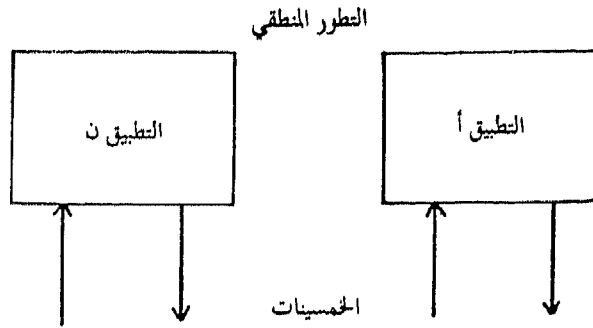 التطور المنطقي
التطبيق أ
التطبيق ن
الخمسينات